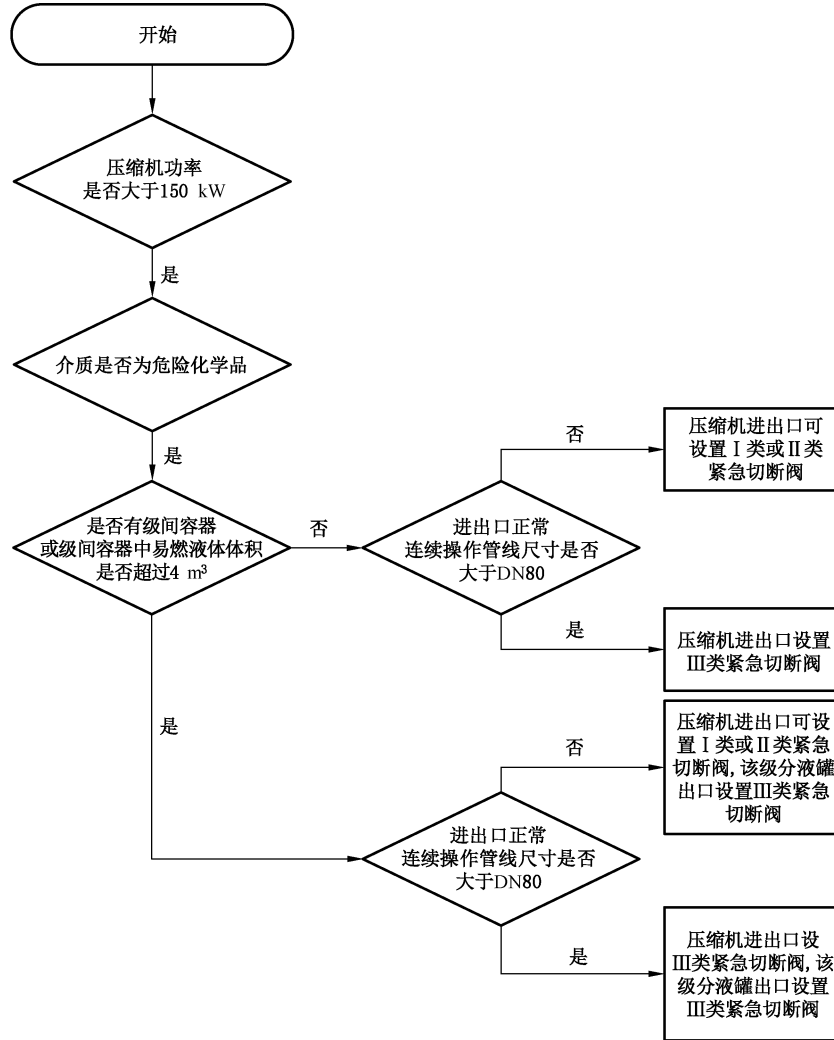 开始
压缩机功率
是否大于150 kW
是
介质是否为危险化学品
是
是否有级间容器
或级间容器中易燃液体体积
是否超过4 m³
否
进出口正常
连续操作管线尺寸是否
大于DN80
否
压缩机进出口可
设置Ⅰ类或Ⅱ类
紧急切断阀
是
压缩机进出口设置
Ⅲ类紧急切断阀
是
进出口正常
连续操作管线尺寸是否
大于DN80
否
压缩机进出口可设
置Ⅰ类或Ⅱ类紧急
切断阀,该级分液罐
出口设置Ⅲ类紧急
切断阀
是
压缩机进出口设
Ⅲ类紧急切断阀,该
级分液罐出口设置
Ⅲ类紧急切断阀